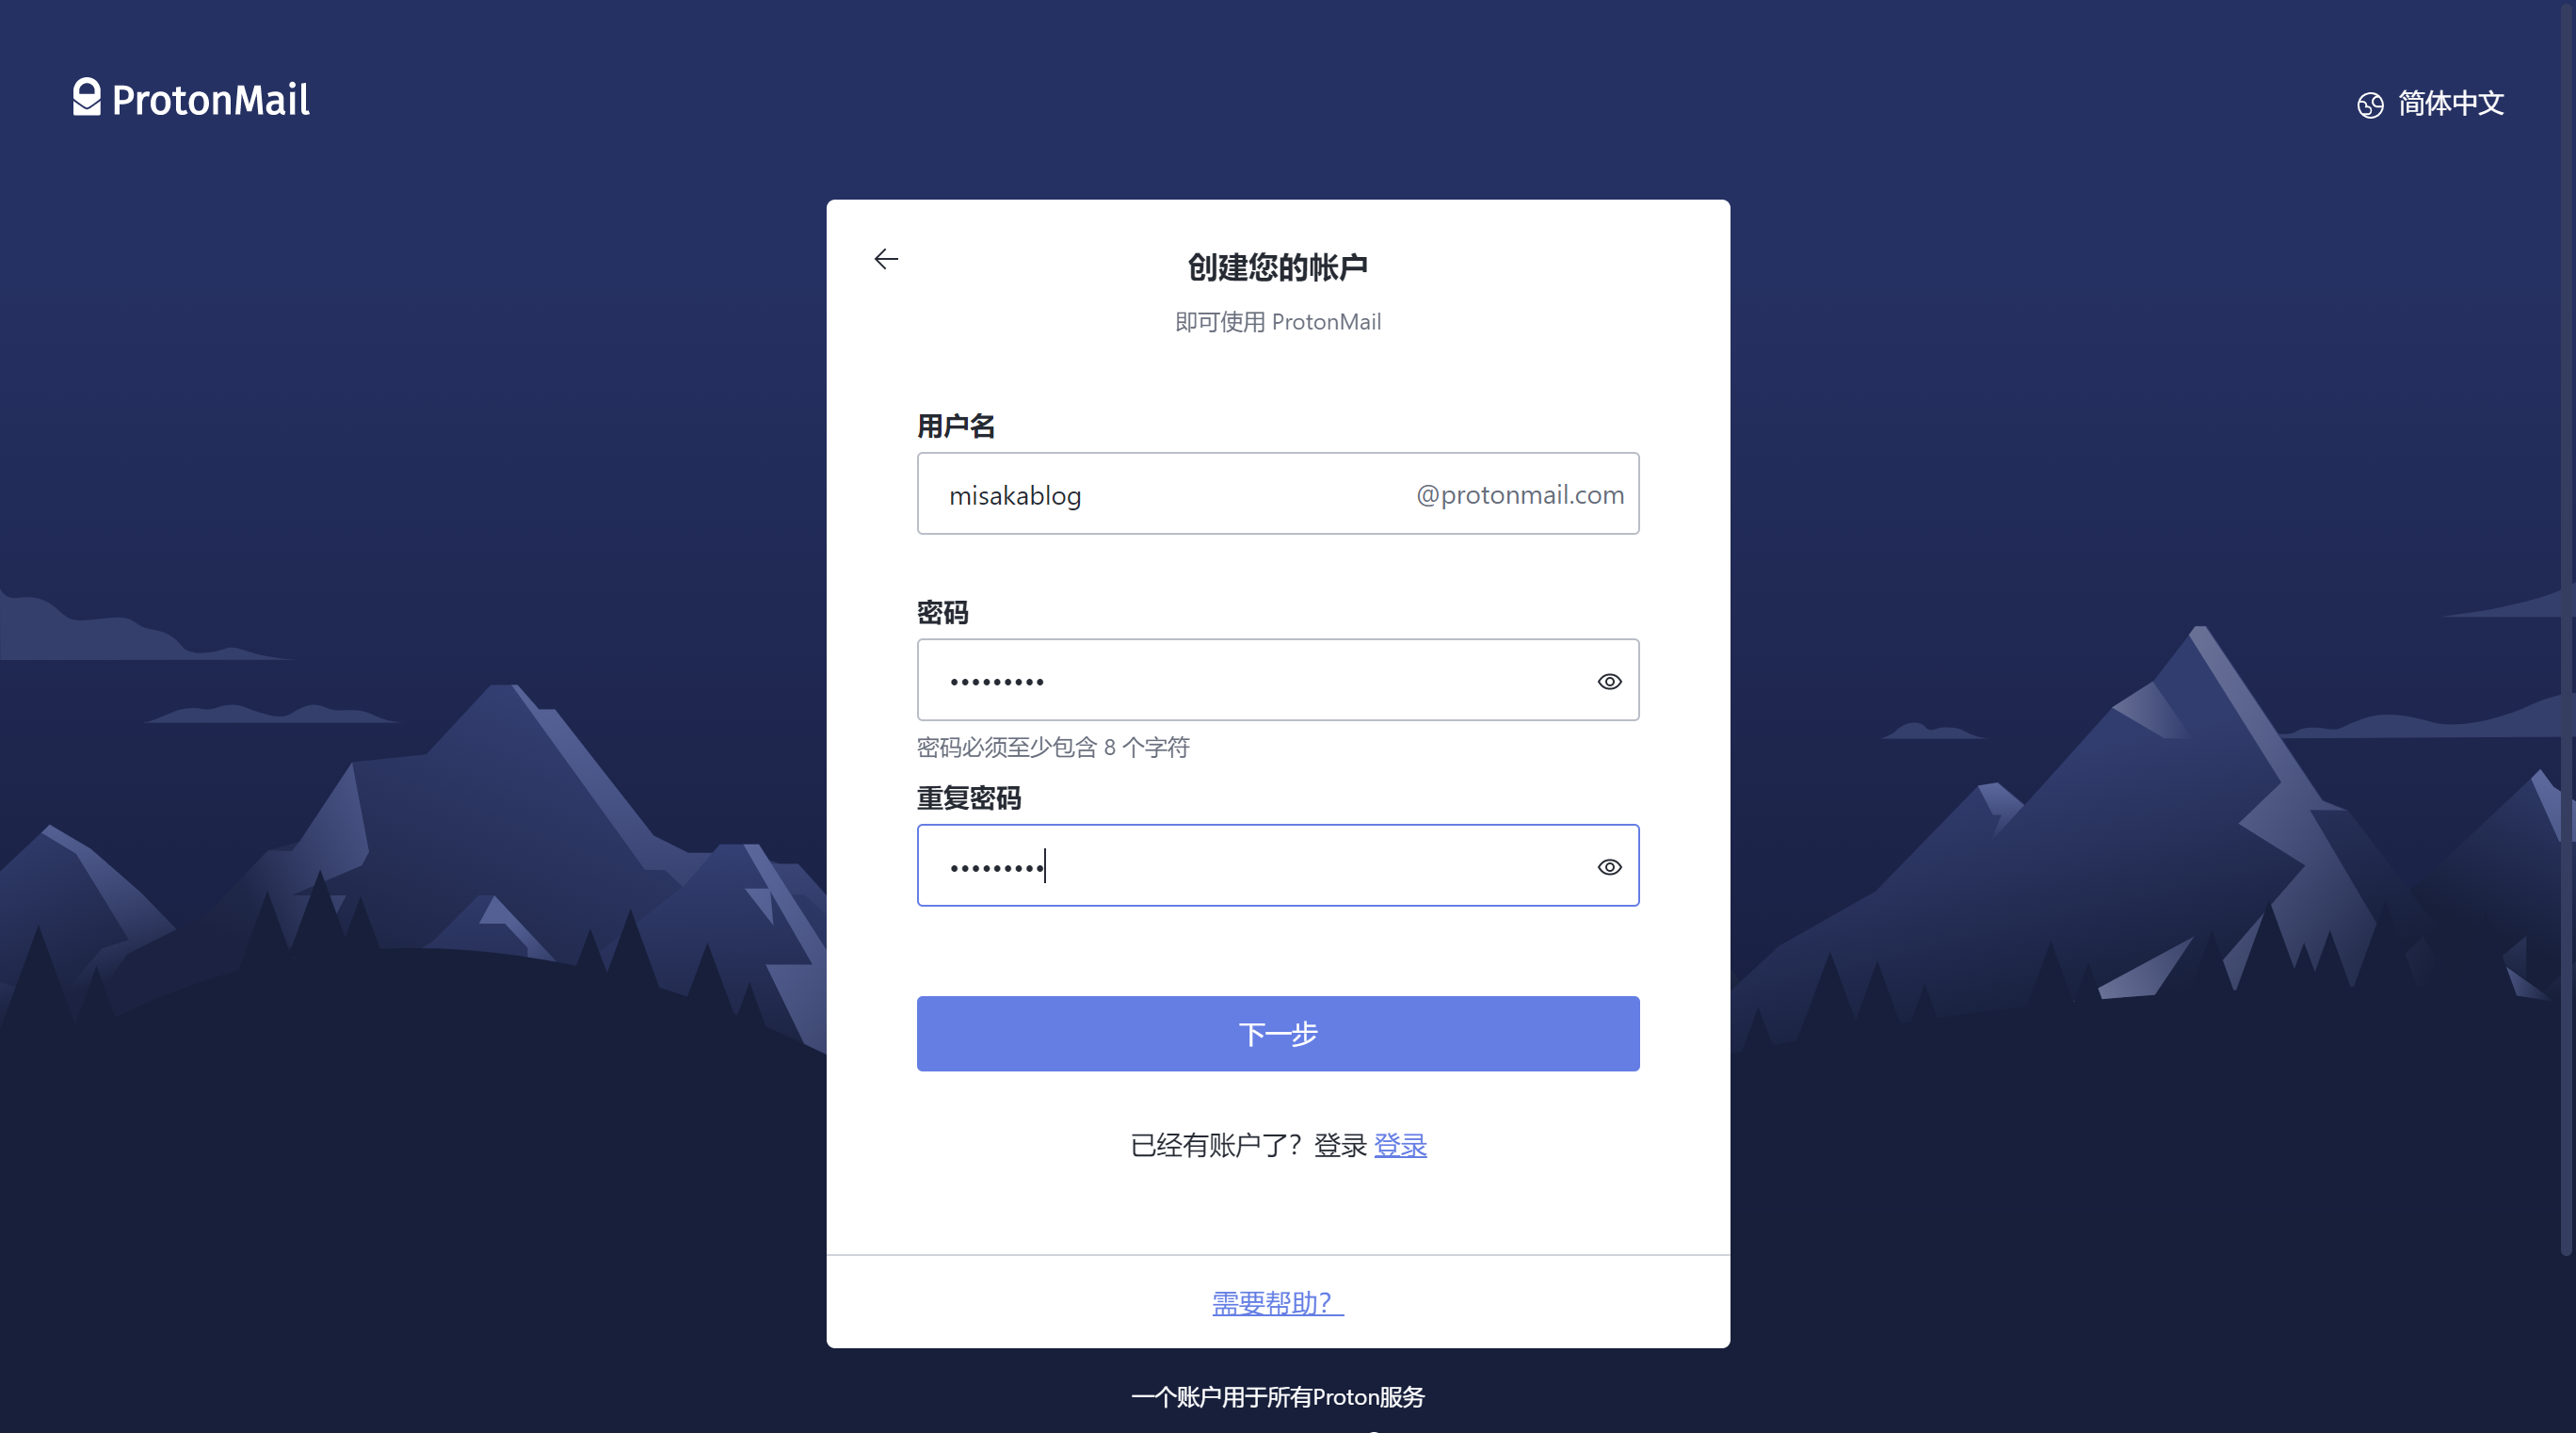 ProtonMail
简体中文
创建您的帐户
即可使用 ProtonMail
用户名
misakablog @protonmail.com
密码
•••••••••
密码必须至少包含 8 个字符
重复密码
•••••••••
下一步
已经有账户了？登录 登录
需要帮助？
一个账户用于所有Proton服务